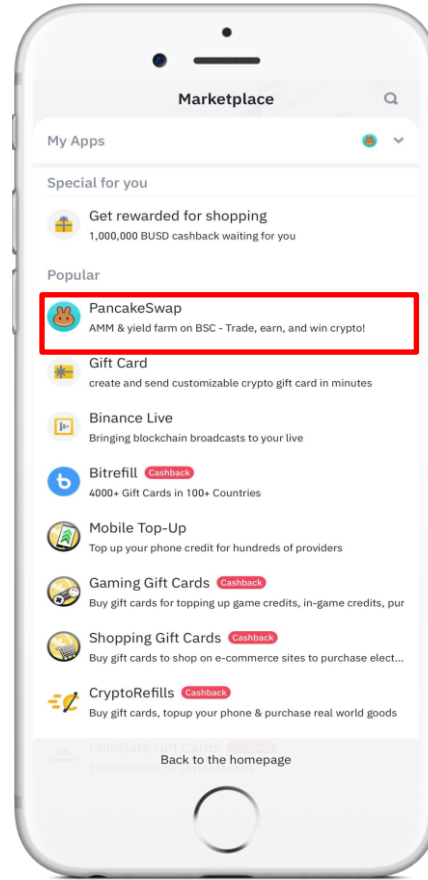 Marketplace
My Apps
Special for you
Get rewarded for shopping
1,000,000 BUSD cashback waiting for you
Popular
PancakeSwap
AMM & yield farm on BSC - Trade, earn, and win crypto!
Gift Card
create and send customizable crypto gift card in minutes
Binance Live
Bringing blockchain broadcasts to your live
Bitrefill Cashback
4000+ Gift Cards in 100+ Countries
Mobile Top-Up
Top up your phone credit for hundreds of providers
Gaming Gift Cards Cashback
Buy gift cards for topping up game credits, in-game credits, pur
Shopping Gift Cards Cashback
Buy gift cards to shop on e-commerce sites to purchase elect...
CryptoRefills Cashback
Buy gift cards, topup your phone & purchase real world goods
CoinGate Gift Cards Cashback
The Best
Back to the homepage